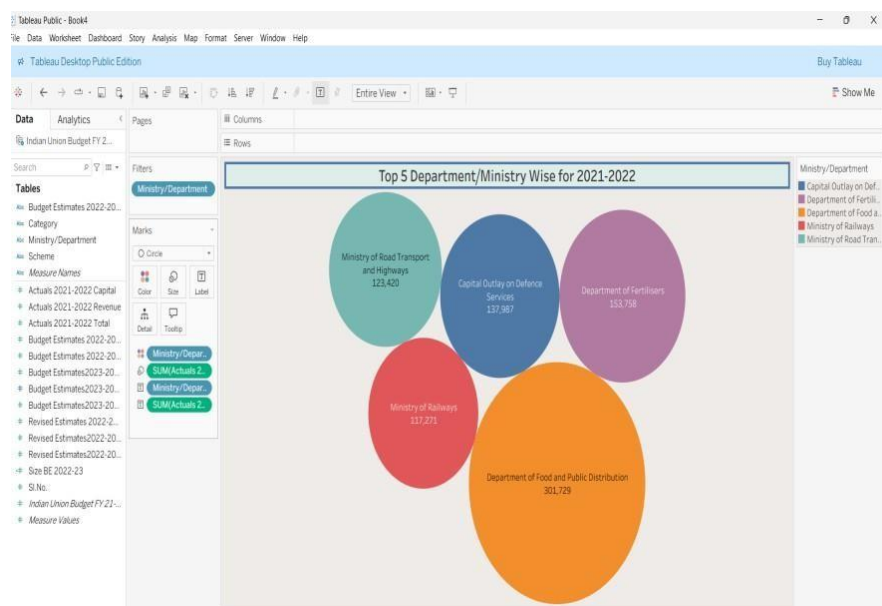 Tableau Public - Book4
File Data Worksheet Dashboard Story Analysis Map Format Server Window Help
Tableau Desktop Public Edition
Buy Tableau
Entire View
Show Me
Data Analytics
Indian Union Budget FY 2...
Search
Tables
Abc Budget Estimates 2022-20...
Abc Category
Abc Ministry/Department
Abc Scheme
Abc Measure Names
# Actuals 2021-2022 Capital
# Actuals 2021-2022 Revenue
# Actuals 2021-2022 Total
# Budget Estimates 2022-20...
# Budget Estimates 2022-20...
# Budget Estimates2023-20...
# Budget Estimates2023-20...
# Budget Estimates2023-20...
# Revised Estimates 2022-2...
# Revised Estimates2022-20...
# Revised Estimates2022-20...
=# Size BE 2022-23
# Sl.No.
# Indian Union Budget FY 21-...
# Measure Values
Pages
Filters
Ministry/Department
Marks
Circle
Color Size Label
Detail Tooltip
Ministry/Depar..
SUM(Actuals 2..
Ministry/Depar..
SUM(Actuals 2..
Columns
Rows
Top 5 Department/Ministry Wise for 2021-2022
Ministry of Road Transport
and Highways
123,420
Capital Outlay on Defence
Services
137,987
Department of Fertilisers
153,758
Ministry of Railways
117,271
Department of Food and Public Distribution
301,729
Ministry/Department
Capital Outlay on Def..
Department of Fertili..
Department of Food a..
Ministry of Railways
Ministry of Road Tran..